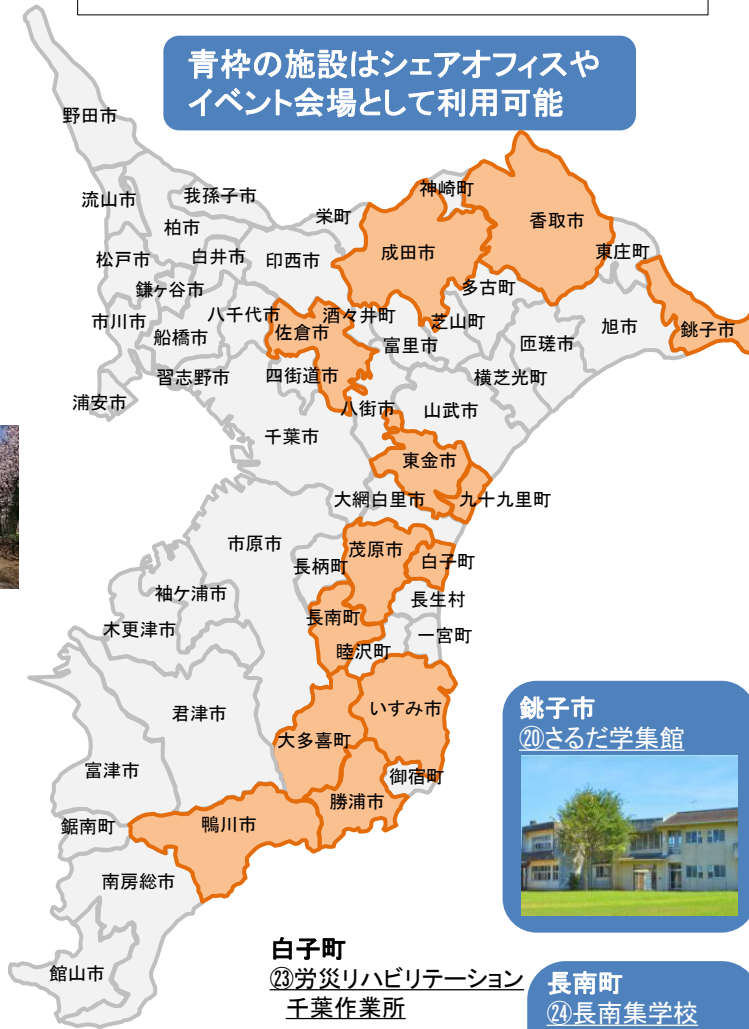 青枠の施設はシェアオフィスや
イベント会場として利用可能
野田市
流山市
我孫子市
柏市
松戸市
白井市
印西市
栄町
神崎町
香取市
成田市
東庄町
鎌ケ谷市
多古町
市川市
船橋市
八千代市
佐倉市
酒々井町
芝山町
富里市
匝瑳市
旭市
銚子市
習志野市
四街道市
横芝光町
浦安市
八街市
山武市
千葉市
東金市
大網白里市
九十九里町
市原市
茂原市
長柄町
白子町
袖ケ浦市
長生村
木更津市
長南町
一宮町
睦沢町
君津市
いすみ市
大多喜町
富津市
御宿町
勝浦市
鋸南町
鴨川市
南房総市
館山市
銚子市
⑳さるだ学集館
白子町
㉓労災リハビリテーション
千葉作業所
長南町
㉔長南集学校